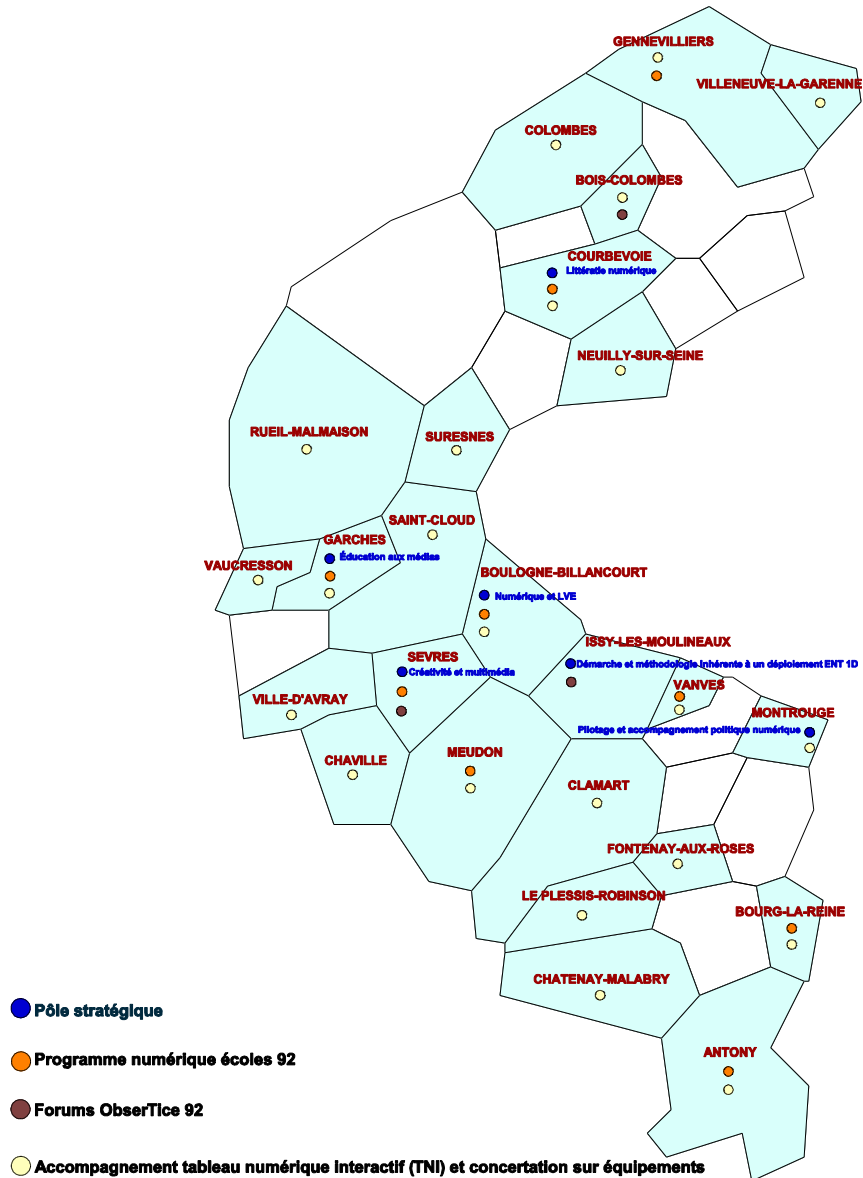 GENNEVILLIERS
VILLENEUVE-LA-GARENNE
COLOMBES
BOIS-COLOMBES
COURBEVOIE
Littératie numérique
NEUILLY-SUR-SEINE
RUEIL-MALMAISON
SURESNES
SAINT-CLOUD
GARCHES
Éducation aux médias
VAUCRESSON
BOULOGNE-BILLANCOURT
Numérique et LVE
ISSY-LES-MOULINEAUX
SEVRES
Démarche et méthodologie inhérente à un déploiement ENT 1D
Créativité et multimédia
VANVES
VILLE-D'AVRAY
MONTROUGE
Pilotage et accompagnement politique numérique
MEUDON
CHAVILLE
CLAMART
FONTENAY-AUX-ROSES
LE PLESSIS-ROBINSON
BOURG-LA-REINE
CHATENAY-MALABRY
ANTONY
Pôle stratégique
Programme numérique écoles 92
Forums ObserTice 92
Accompagnement tableau numérique interactif (TNI) et concertation sur équipements